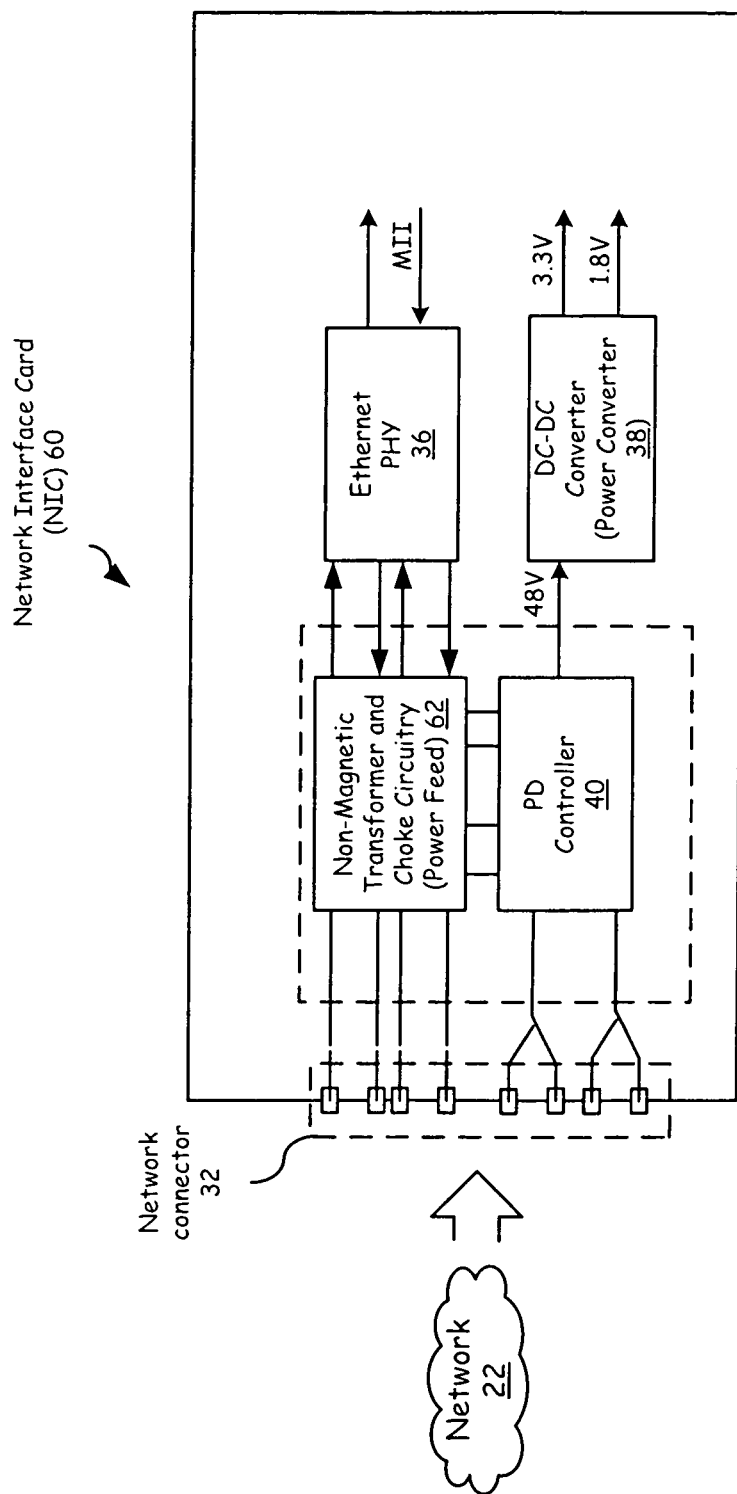 Network Interface Card
(NIC) 60
Network
connector
32
Network
22
Non-Magnetic
Transformer and
Choke Circuitry
(Power Feed) 62
PD
Controller
40
Ethernet
PHY
36
MII
48V
DC-DC
Converter
(Power Converter
38)
3.3V
1.8V